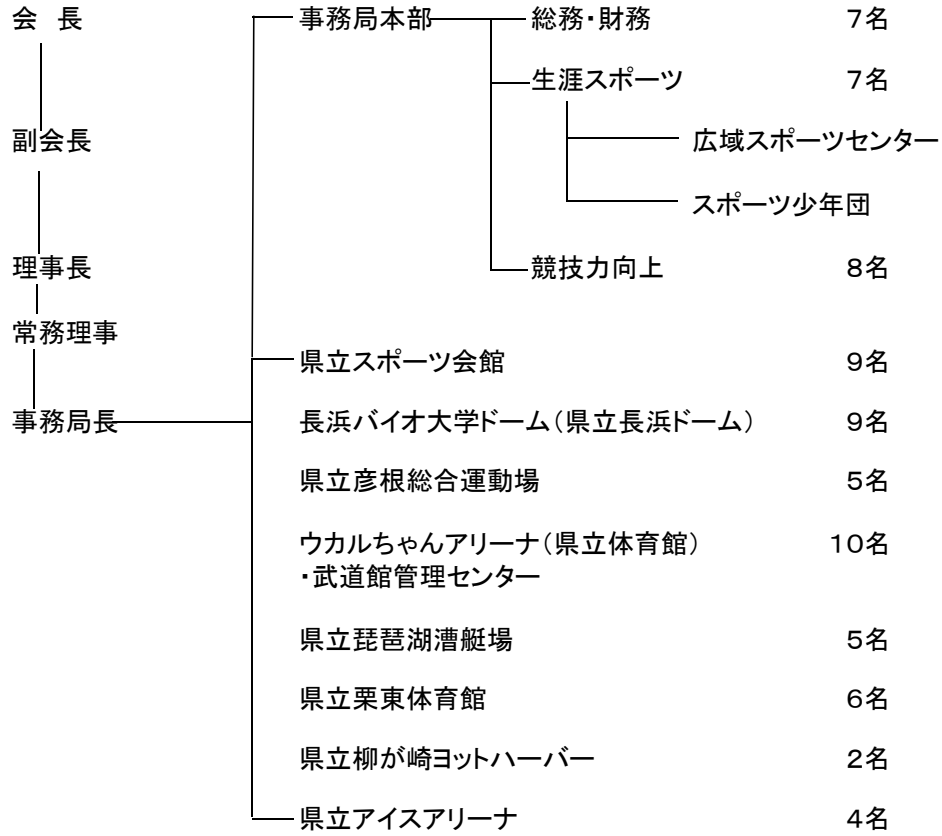 会　長
副会長
理事長
常務理事
事務局長
事務局本部
総務・財務　７名
生涯スポーツ　７名
広域スポーツセンター
スポーツ少年団
競技力向上　８名
県立スポーツ会館　９名
長浜バイオ大学ドーム（県立長浜ドーム）　９名
県立彦根総合運動場　５名
ウカルちゃんアリーナ（県立体育館）　１０名
・武道館管理センター
県立琵琶湖漕艇場　５名
県立栗東体育館　６名
県立柳が崎ヨットハーバー　２名
県立アイスアリーナ　４名